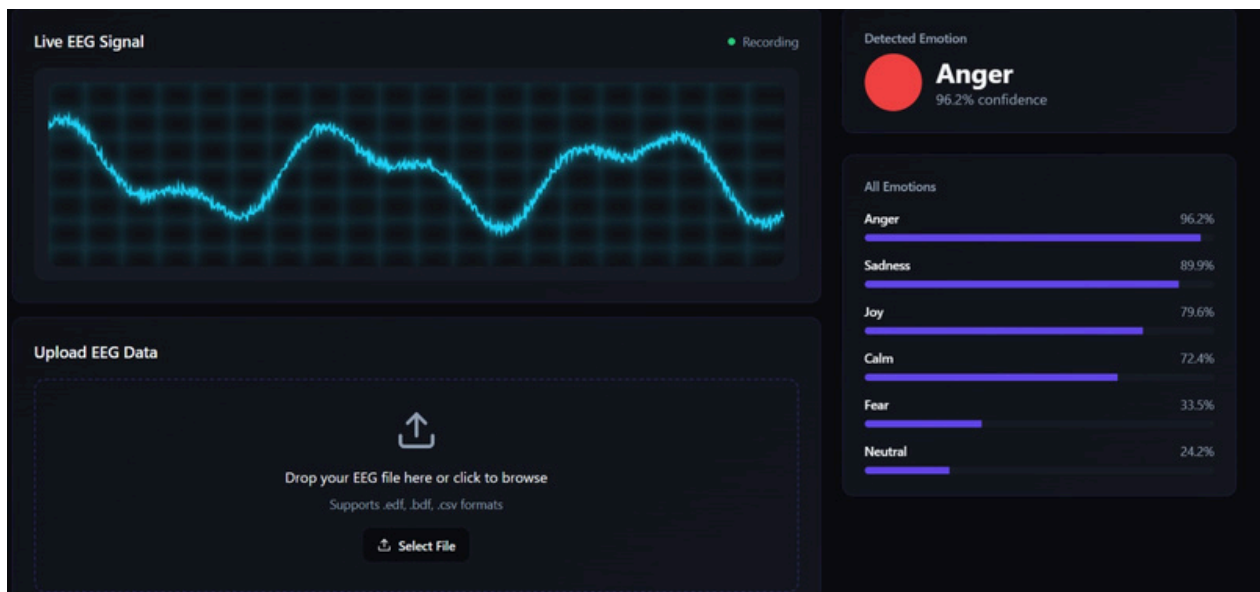 Live EEG Signal
Recording
Upload EEG Data
Drop your EEG file here or click to browse
Supports .edf, .bdf, .csv formats
Select File
Detected Emotion
Anger
96.2% confidence
All Emotions
Anger 96.2%
Sadness 89.9%
Joy 79.6%
Calm 72.4%
Fear 33.5%
Neutral 24.2%